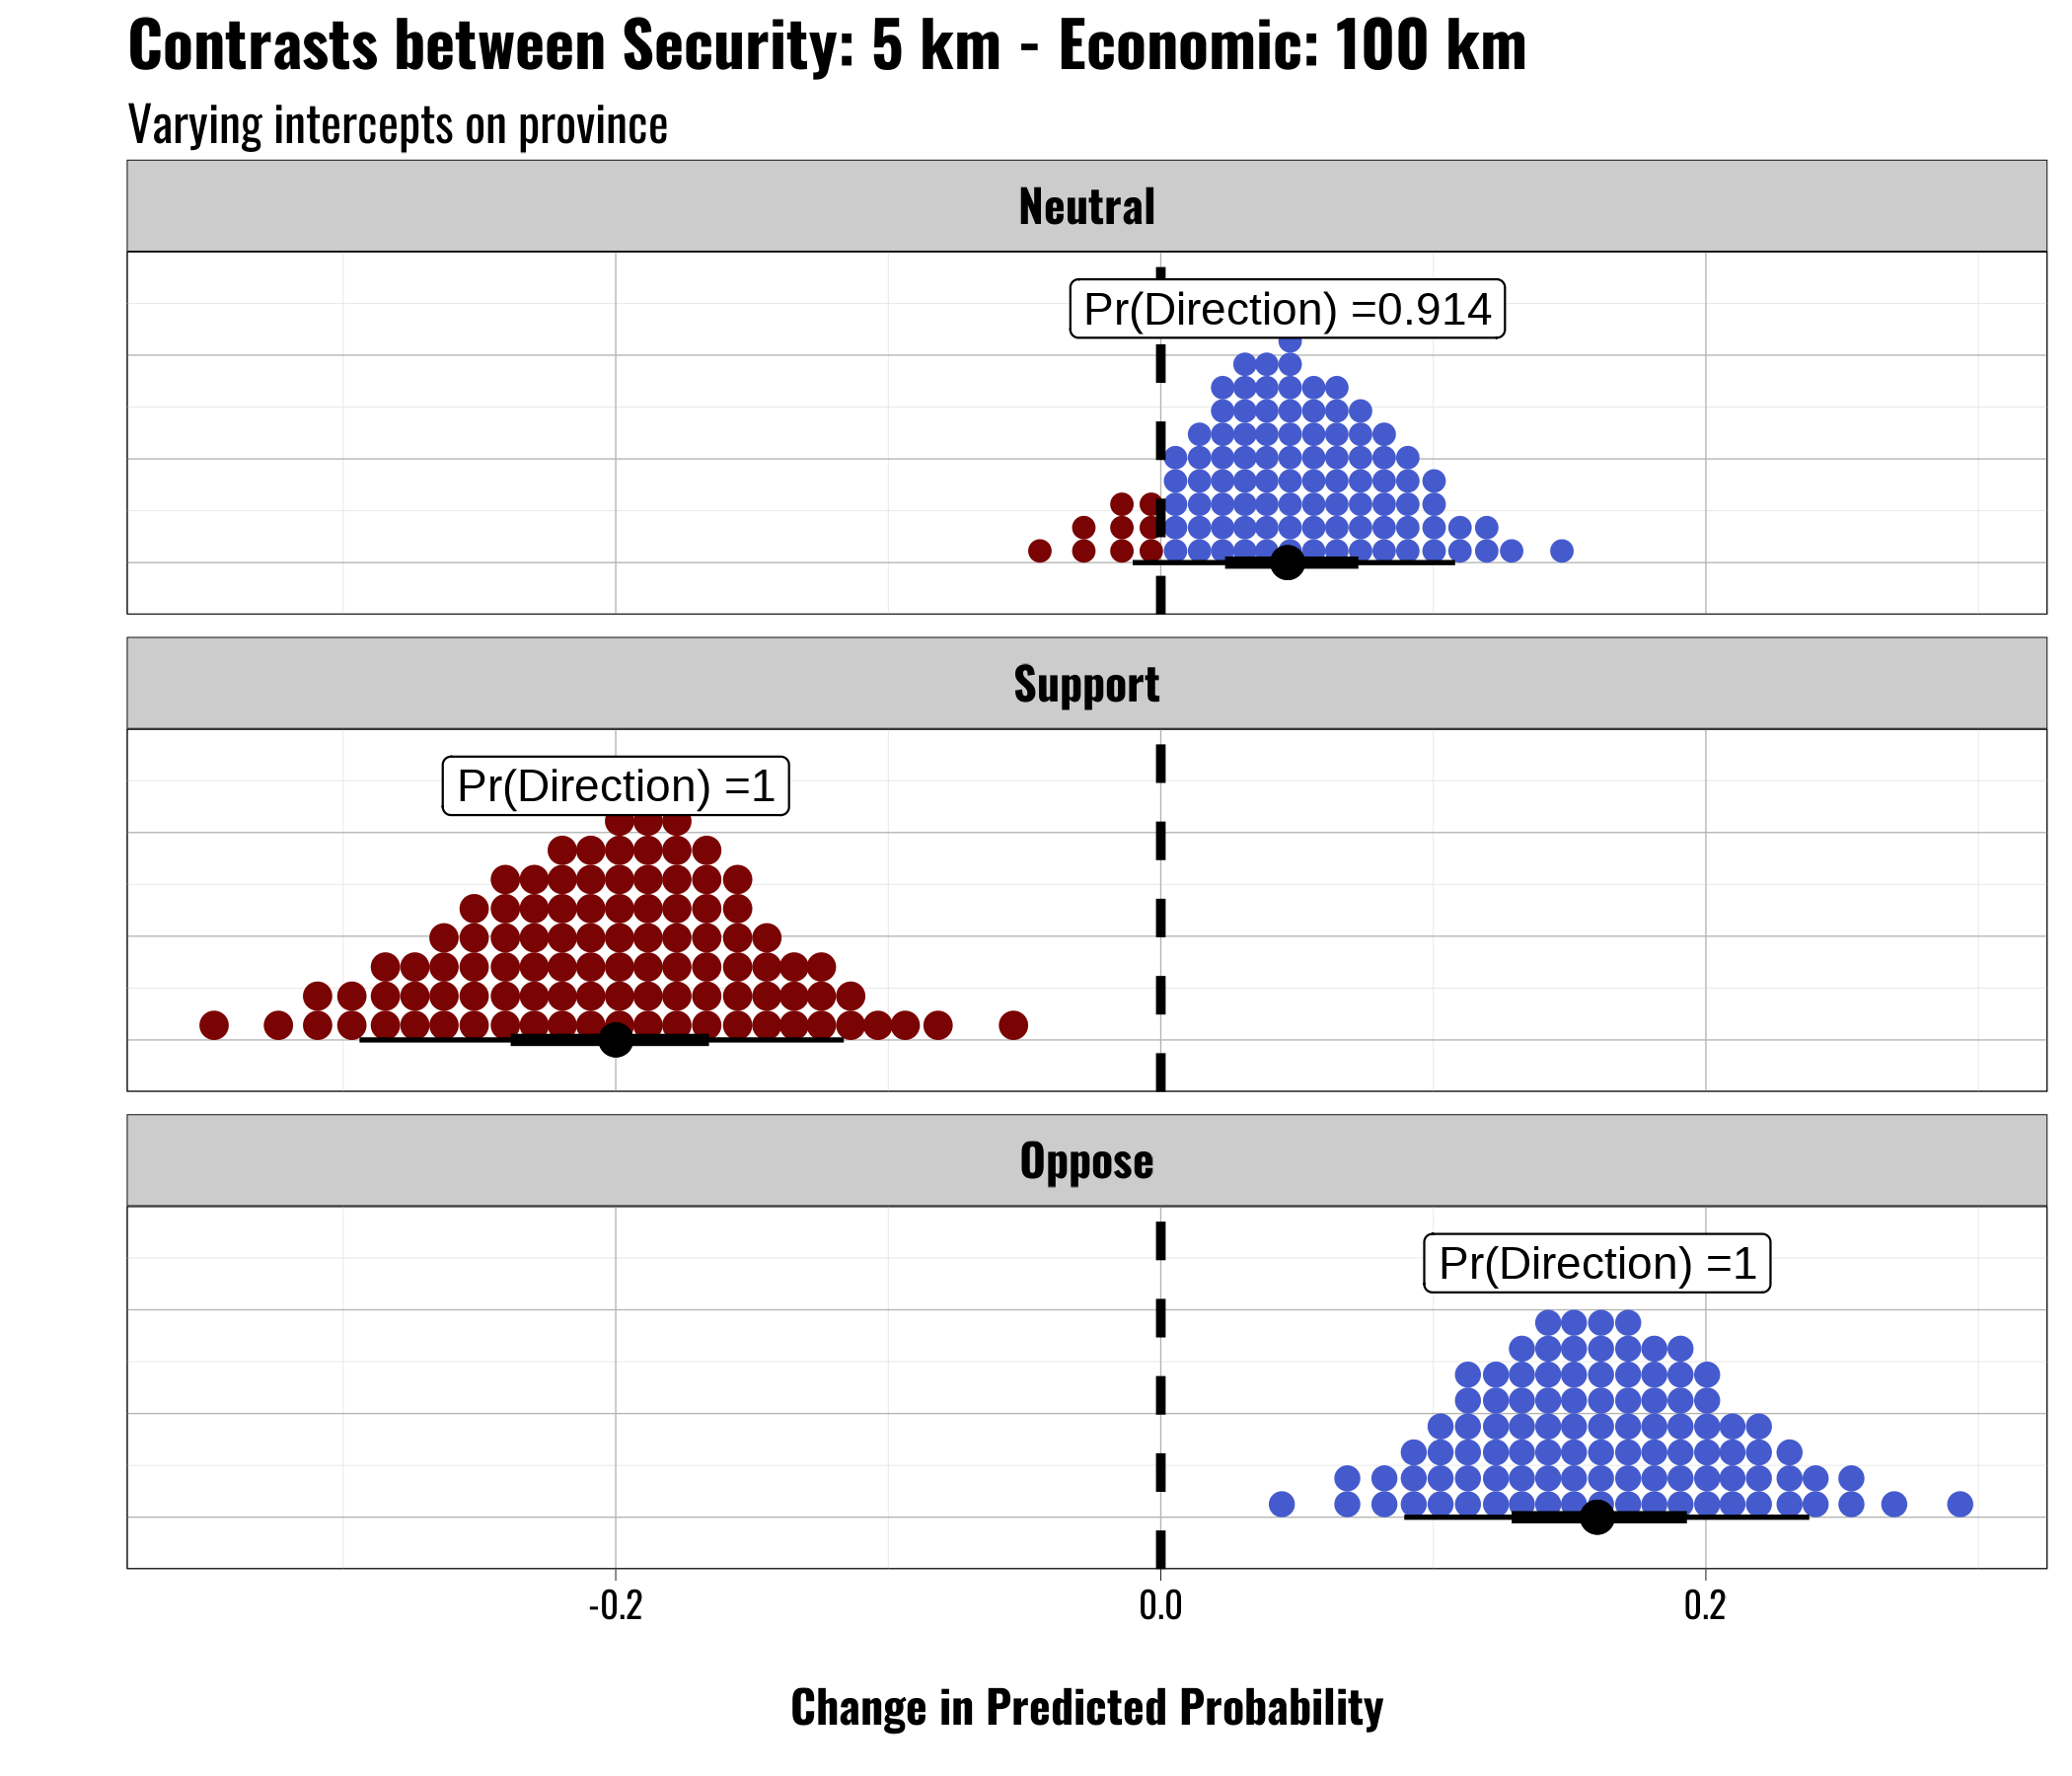 Contrasts between Security: 5 km - Economic: 100 km
Varying intercepts on province
Neutral
Pr(Direction) =0.914
Support
Pr(Direction) =1
Oppose
Pr(Direction) =1
-0.2
0.0
0.2
Change in Predicted Probability